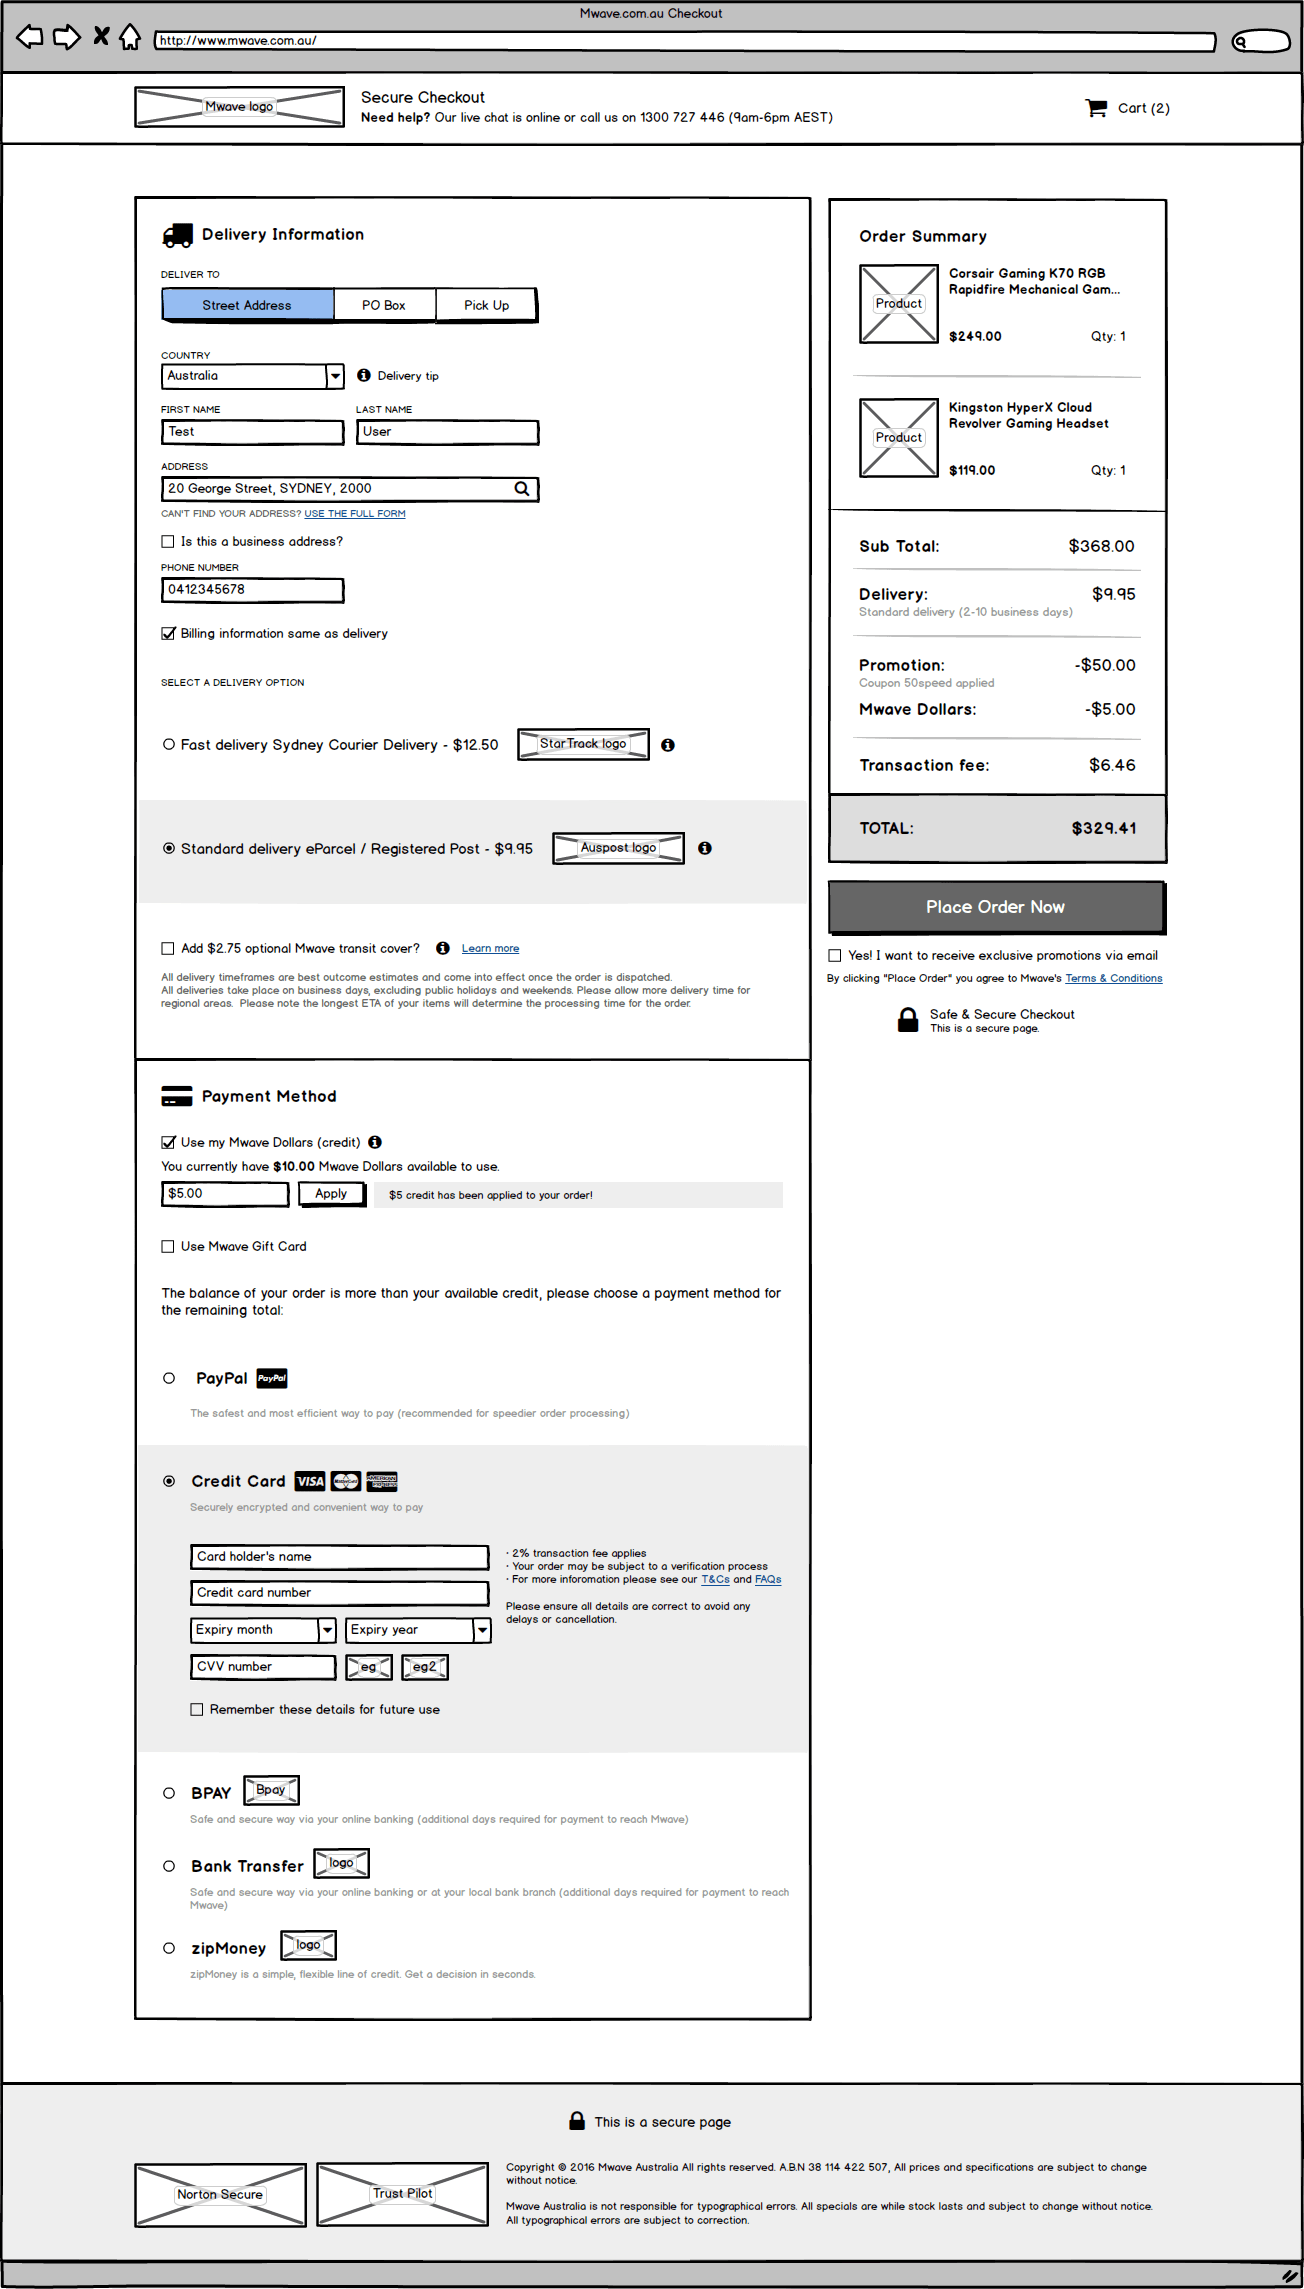 Mwave.com.au Checkout
http://www.mwave.com.au/
Mwave logo
Secure Checkout
Need help? Our live chat is online or call us on 1300 727 446 (9am-6pm AEST)
Cart (2)
Delivery Information
DELIVER TO
Street Address
PO Box
Pick Up
COUNTRY
Australia
Delivery tip
FIRST NAME
LAST NAME
Test
User
ADDRESS
20 George Street, SYDNEY, 2000
CAN'T FIND YOUR ADDRESS? USE THE FULL FORM
Is this a business address?
PHONE NUMBER
0412345678
Billing information same as delivery
SELECT A DELIVERY OPTION
Fast delivery Sydney Courier Delivery - $12.50
StarTrack logo
Standard delivery eParcel / Registered Post - $9.95
Auspost logo
Add $2.75 optional Mwave transit cover?
Learn more
All delivery timeframes are best outcome estimates and come into effect once the order is dispatched.
All deliveries take place on business days, excluding public holidays and weekends. Please allow more delivery time for
regional areas. Please note the longest ETA of your items will determine the processing time for the order.
Payment Method
Use my Mwave Dollars (credit)
You currently have $10.00 Mwave Dollars available to use.
$5.00
Apply
$5 credit has been applied to your order!
Use Mwave Gift Card
The balance of your order is more than your available credit, please choose a payment method for
the remaining total:
PayPal
PayPal
The safest and most efficient way to pay (recommended for speedier order processing)
Credit Card
VISA
MasterCard
AMERICAN EXPRESS
Securely encrypted and convenient way to pay
Card holder's name
Credit card number
Expiry month
Expiry year
CVV number
eg
eg2
Remember these details for future use
· 2% transaction fee applies
· Your order may be subject to a verification process
· For more inforomation please see our T&Cs and FAQs
Please ensure all details are correct to avoid any
delays or cancellation.
BPAY
Bpay
Safe and secure way via your online banking (additional days required for payment to reach Mwave)
Bank Transfer
logo
Safe and secure way via your online banking or at your local bank branch (additional days required for payment to reach
Mwave)
zipMoney
logo
zipMoney is a simple, flexible line of credit. Get a decision in seconds.
Order Summary
Product
Corsair Gaming K70 RGB
Rapidfire Mechanical Gam...
$249.00
Qty: 1
Product
Kingston HyperX Cloud
Revolver Gaming Headset
$119.00
Qty: 1
Sub Total:
$368.00
Delivery:
$9.95
Standard delivery (2-10 business days)
Promotion:
-$50.00
Coupon 50speed applied
Mwave Dollars:
-$5.00
Transaction fee:
$6.46
TOTAL:
$329.41
Place Order Now
Yes! I want to receive exclusive promotions via email
By clicking "Place Order" you agree to Mwave's Terms & Conditions
Safe & Secure Checkout
This is a secure page.
This is a secure page
Norton Secure
Trust Pilot
Copyright © 2016 Mwave Australia All rights reserved. A.B.N 38 114 422 507, All prices and specifications are subject to change
without notice.
Mwave Australia is not responsible for typographical errors. All specials are while stock lasts and subject to change without notice.
All typographical errors are subject to correction.